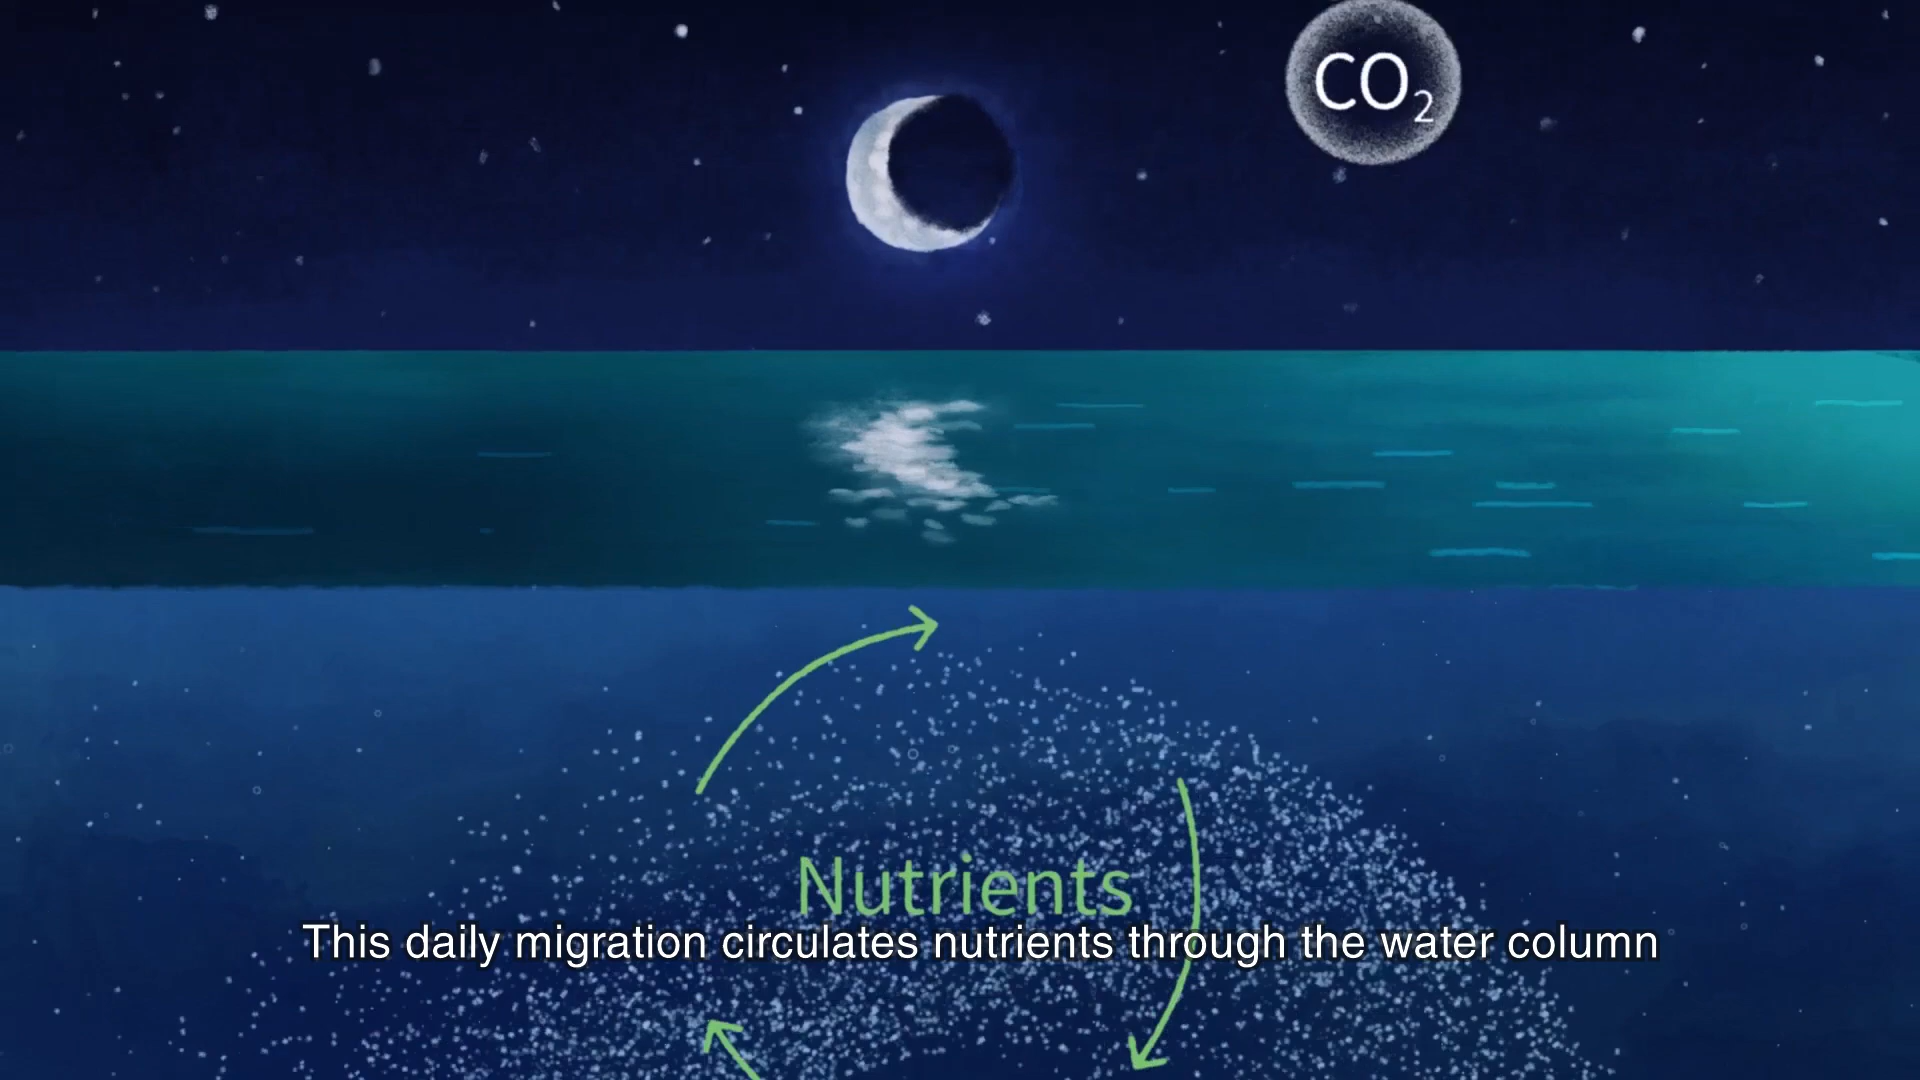 CO₂
Nutrients
This daily migration circulates nutrients through the water column